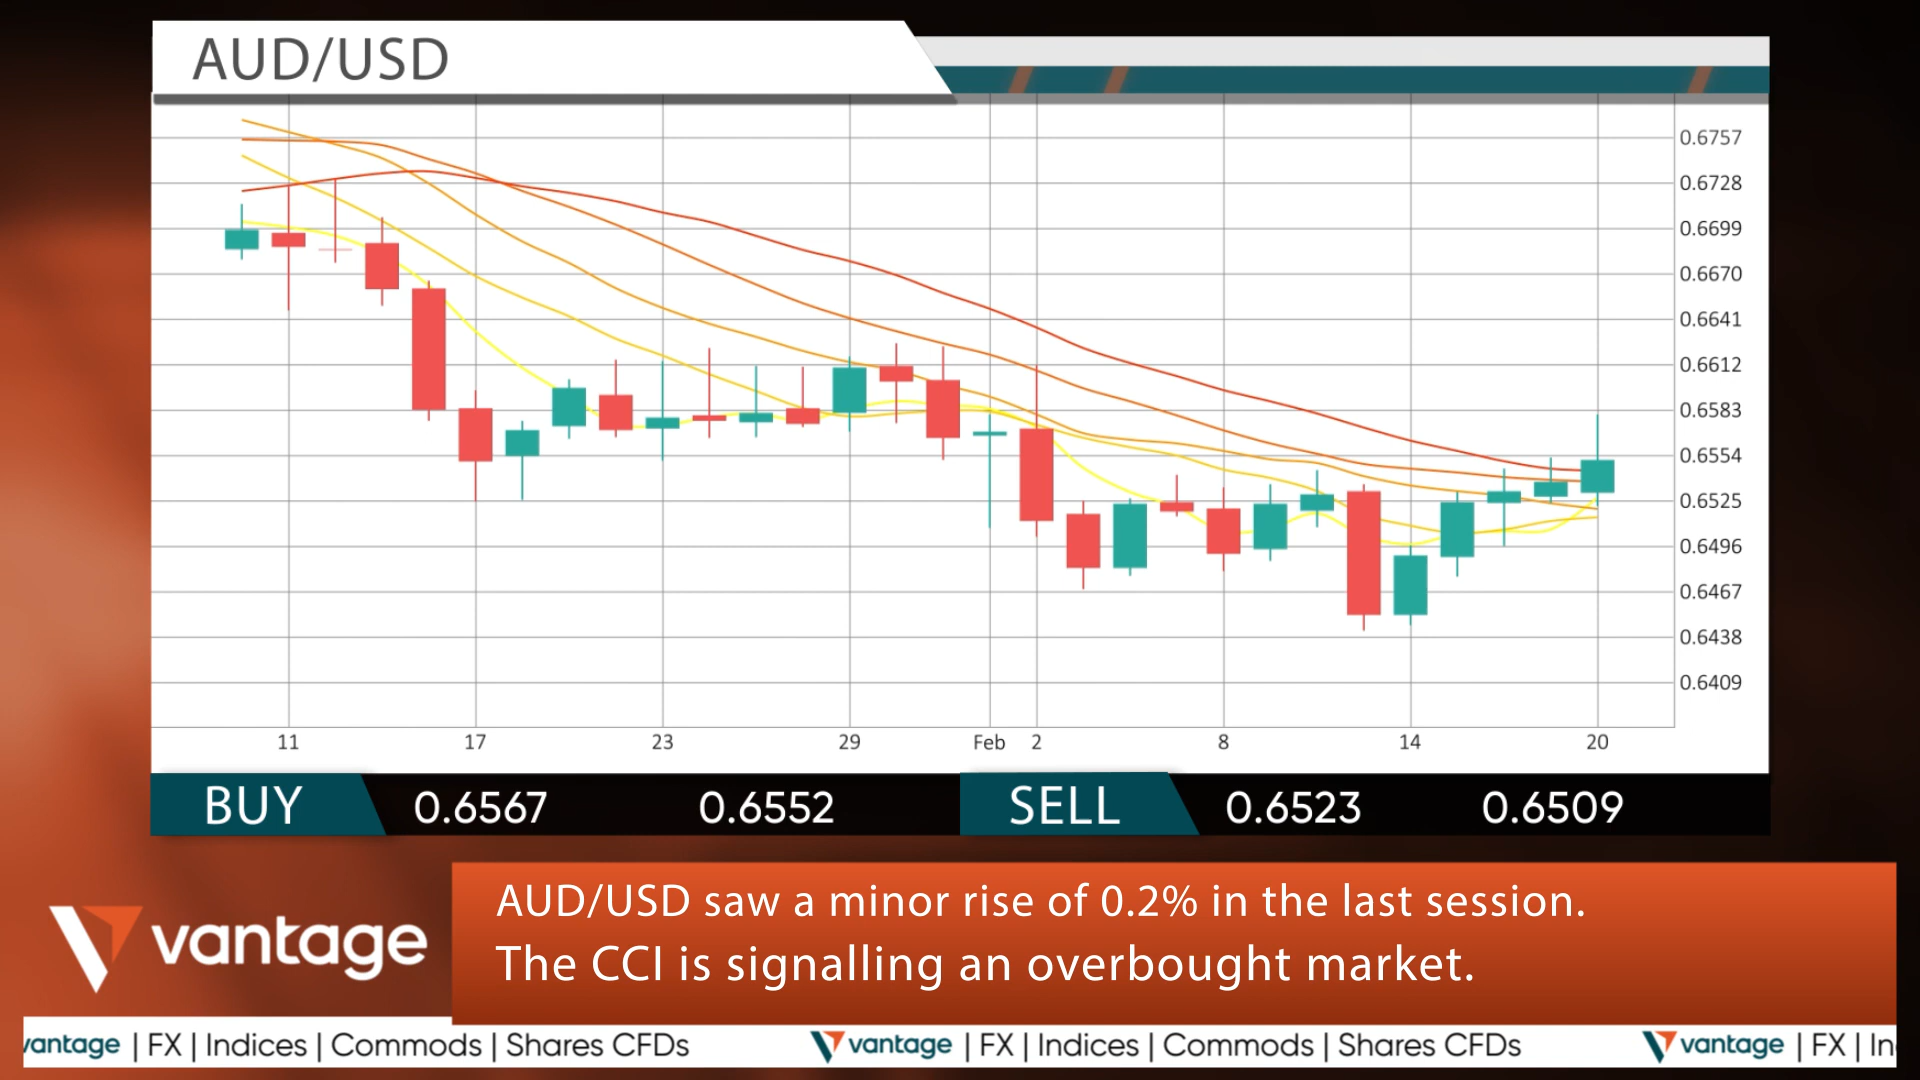 AUD/USD
0.6757
0.6728
0.6699
0.6670
0.6641
0.6612
0.6583
0.6554
0.6525
0.6496
0.6467
0.6438
0.6409
11 17 23 29 Feb 2 8 14 20
BUY 0.6567 0.6552 SELL 0.6523 0.6509
AUD/USD saw a minor rise of 0.2% in the last session.
The CCI is signalling an overbought market.
vantage
vantage | FX | Indices | Commods | Shares CFDs vantage | FX | Indices | Commods | Shares CFDs vantage | FX | In